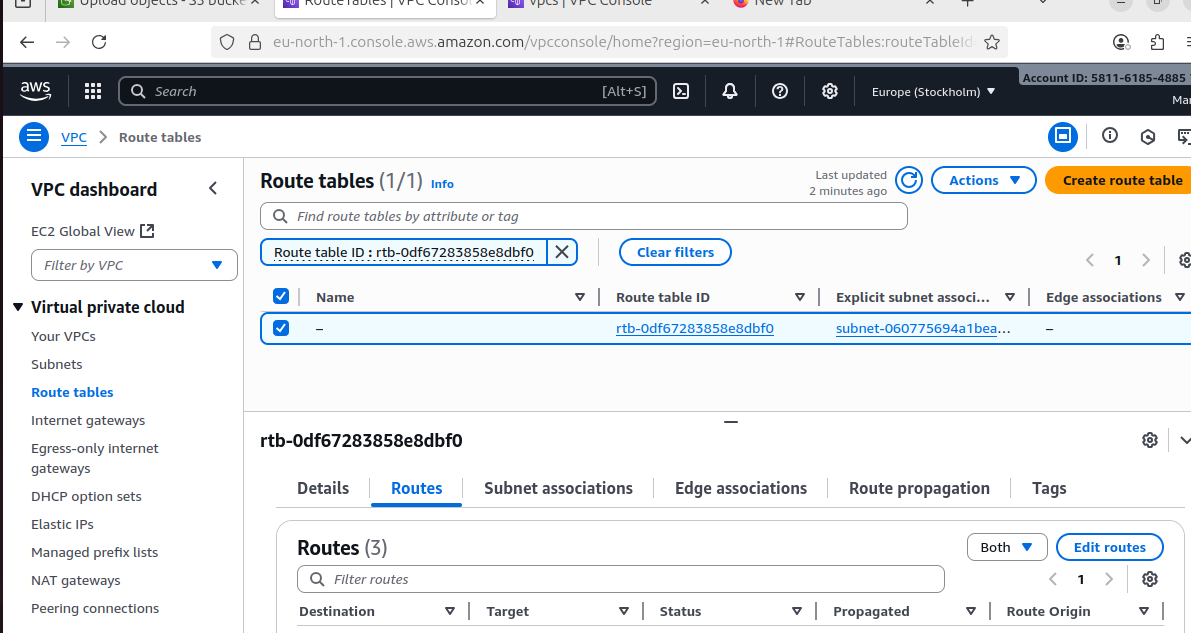 Upload objects - S3 Bucke
RouteTables | VPC Consol
vpcs | VPC Console
New Tab
eu-north-1.console.aws.amazon.com/vpcconsole/home?region=eu-north-1#RouteTables:routeTableId
aws
Search
[Alt+S]
Europe (Stockholm)
Account ID: 5811-6185-4885
Mar
VPC
Route tables
VPC dashboard
EC2 Global View
Filter by VPC
Virtual private cloud
Your VPCs
Subnets
Route tables
Internet gateways
Egress-only internet
gateways
DHCP option sets
Elastic IPs
Managed prefix lists
NAT gateways
Peering connections
Route tables (1/1) Info
Last updated
2 minutes ago
Actions
Create route table
Find route tables by attribute or tag
Route table ID : rtb-0df67283858e8dbf0
Clear filters
1
Name
Route table ID
Explicit subnet associ...
Edge associations
–
rtb-0df67283858e8dbf0
subnet-060775694a1bea...
–
rtb-0df67283858e8dbf0
Details
Routes
Subnet associations
Edge associations
Route propagation
Tags
Routes (3)
Both
Edit routes
Filter routes
1
Destination
Target
Status
Propagated
Route Origin